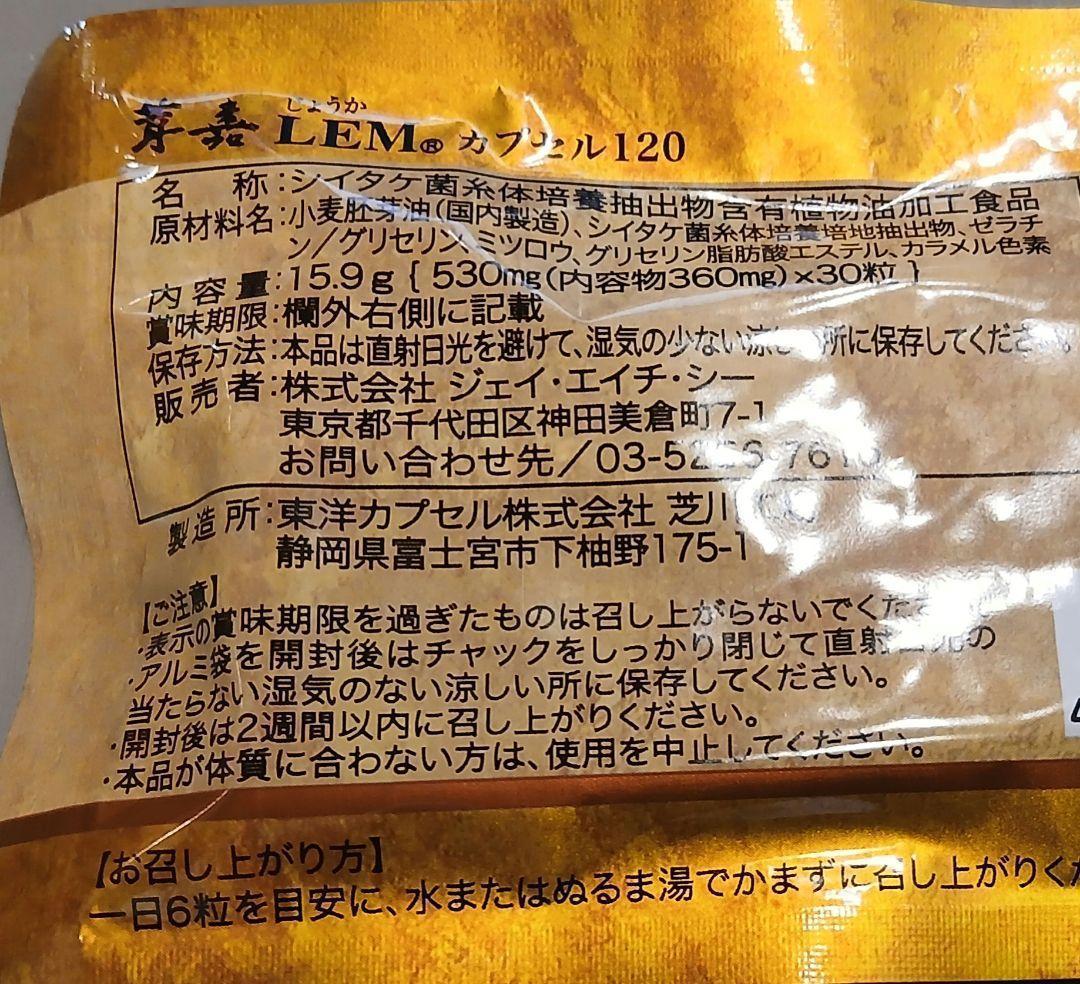 じょうか
茸嘉 LEM® カプセル120
名 称:シイタケ菌糸体培養抽出物含有植物油加工食品
原材料名:小麦胚芽油(国内製造)、シイタケ菌糸体培養培地抽出物、ゼラチ
ン/グリセリン、ミツロウ、グリセリン脂肪酸エステル、カラメル色素
内容量:15.9g{530mg(内容物360mg)×30粒}
賞味期限:欄外右側に記載
保存方法:本品は直射日光を避けて、湿気の少ない涼 所に保存してくださ
販売者:株式会社 ジェイ・エイチ・シー
東京都千代田区神田美倉町7-1
お問い合わせ先/03-52
製造所:東洋カプセル株式会社 芝川
静岡県富士宮市下柚野175-1
【ご注意】
・表示の賞味期限を過ぎたものは召し上がらないでくだ
・アルミ袋を開封後はチャックをしっかり閉じて直射 光の
当たらない湿気のない涼しい所に保存してください。
・開封後は2週間以内に召し上がりください。
・本品が体質に合わない方は、使用を中止してください。
【お召し上がり方】
一日6粒を目安に、水またはぬるま湯でかまずに召し上がりくだ